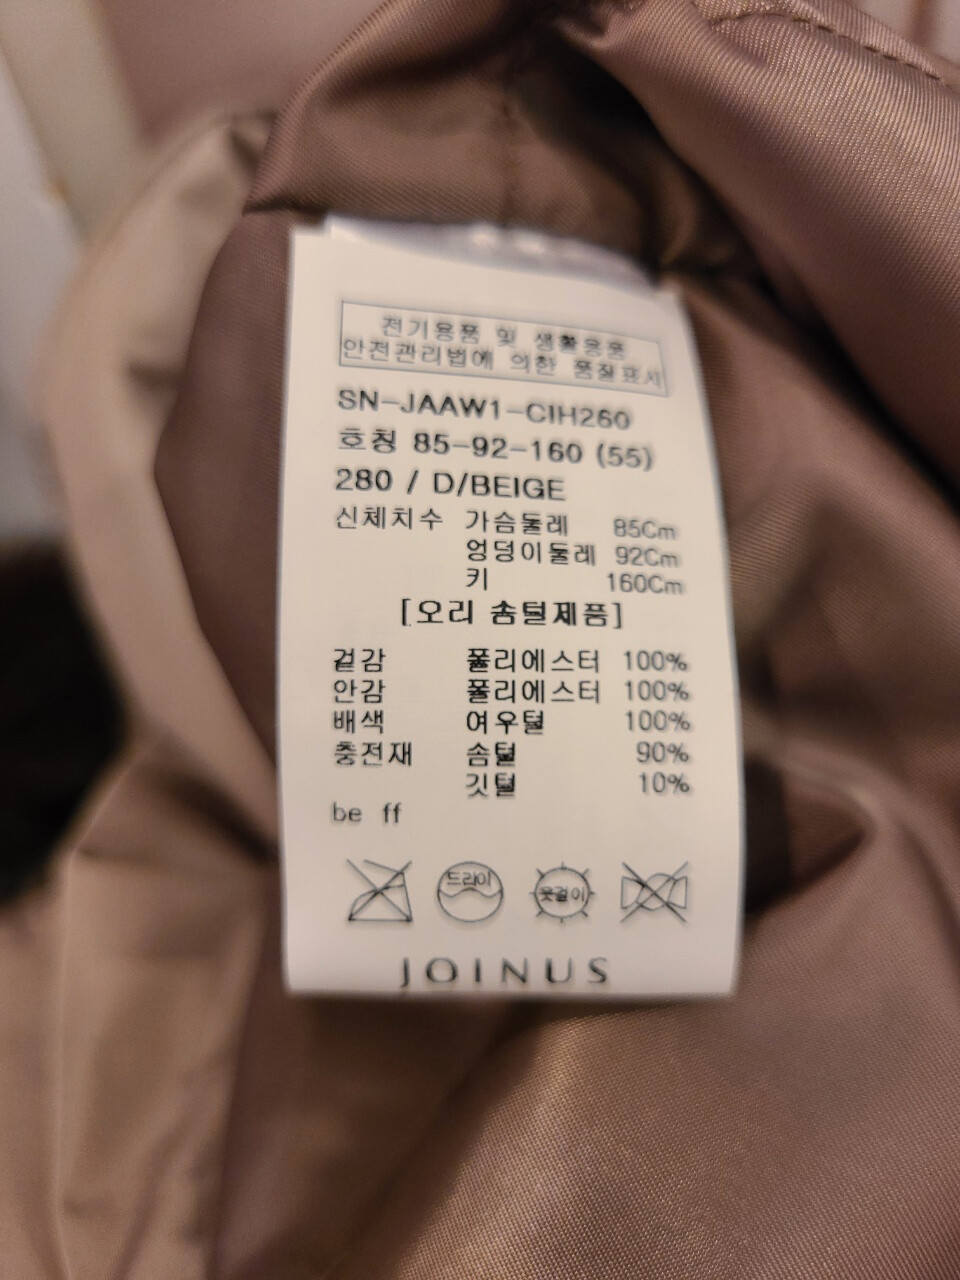 전기용품 및 생활용품
안전관리법에 의한 품질표시
SN-JAAW1-CIH260
호칭 85-92-160 (55)
280 / D/BEIGE
신체치수 가슴둘레 85Cm
엉덩이둘레 92Cm
키 160Cm
[오리 솜털제품]
겉감 폴리에스터 100%
안감 폴리에스터 100%
배색 여우털 100%
충전재 솜털 90%
깃털 10%
be ff
드라이 옷걸이
JOINUS